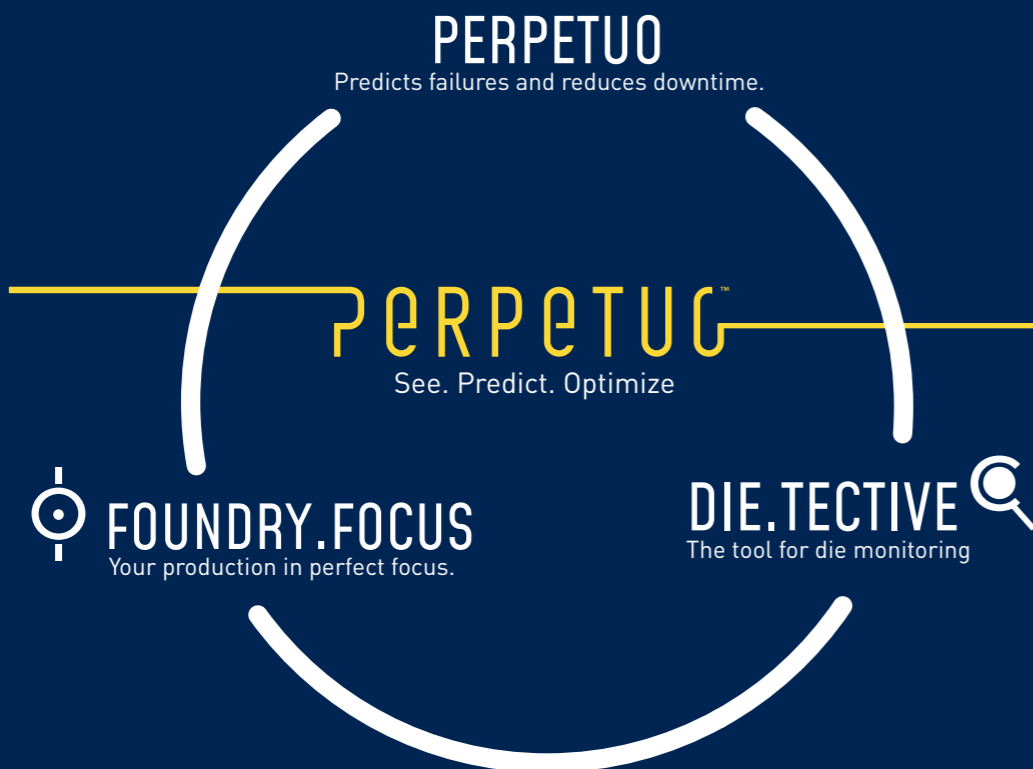 PERPETUO
Predicts failures and reduces downtime.
PERPETUO™
See. Predict. Optimize
FOUNDRY.FOCUS
Your production in perfect focus.
DIE.TECTIVE
The tool for die monitoring